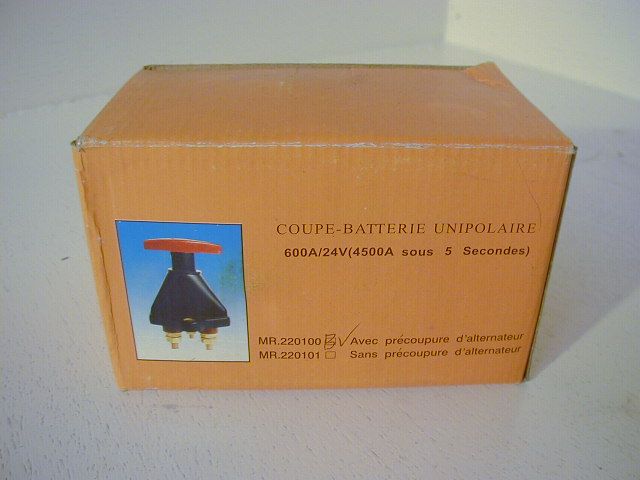 COUPE-BATTERIE UNIPOLAIRE
600A/24V(4500A sous 5 Secondes)
MR.220100 ☑ ✓ Avec précoupure d'alternateur
MR.220101 ☐ Sans précoupure d'alternateur